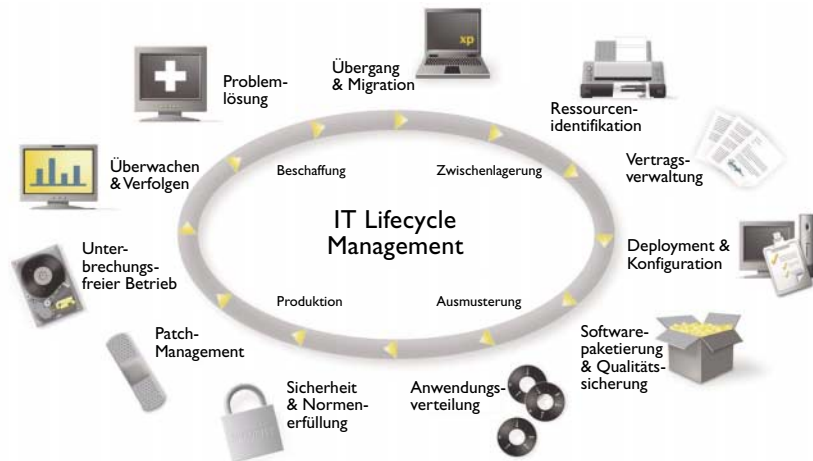 Übergang
& Migration
xp
Ressourcen-
identifikation
Vertrags-
verwaltung
Deployment &
Konfiguration
Software-
paketierung
& Qualitäts-
sicherung
Anwendungs-
verteilung
Sicherheit
& Normen-
erfüllung
Patch-
Management
Unter-
brechungs-
freier Betrieb
Überwachen
& Verfolgen
Problem-
lösung
Beschaffung
Zwischenlagerung
IT Lifecycle
Management
Produktion
Ausmusterung